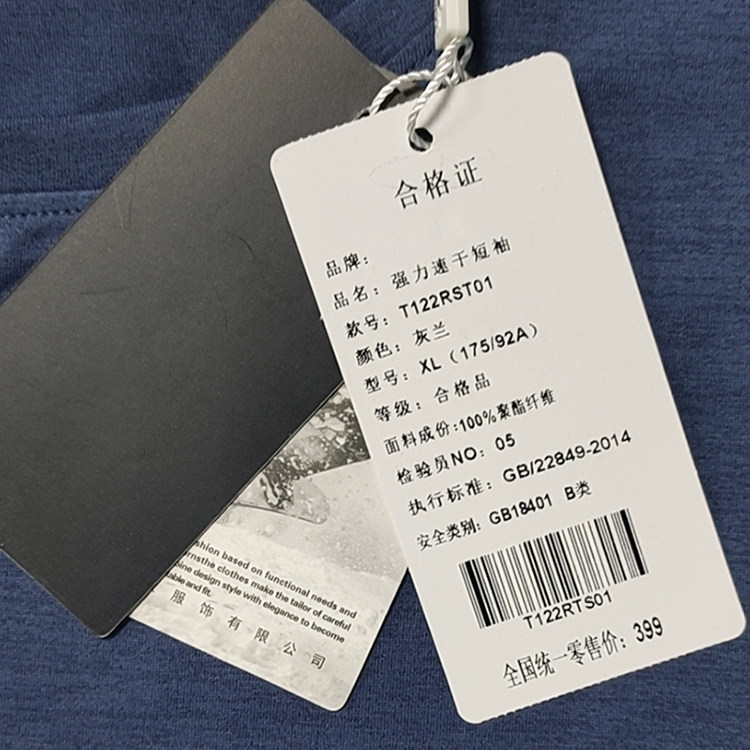 合格证
品牌:
品名: 强力速干短袖
款号: T122RST01
颜色: 灰兰
型号: XL(175/92A)
等级: 合格品
面料成份:100%聚酯纤维
检验员NO: 05
执行标准: GB/22849-2014
安全类别: GB18401 B类
T122RTS01
全国统一零售价: 399
shion based on functional needs and
rnsthe clothes make the tailor of careful
bine design style with elegance to become
able and fit.
服饰有限公司